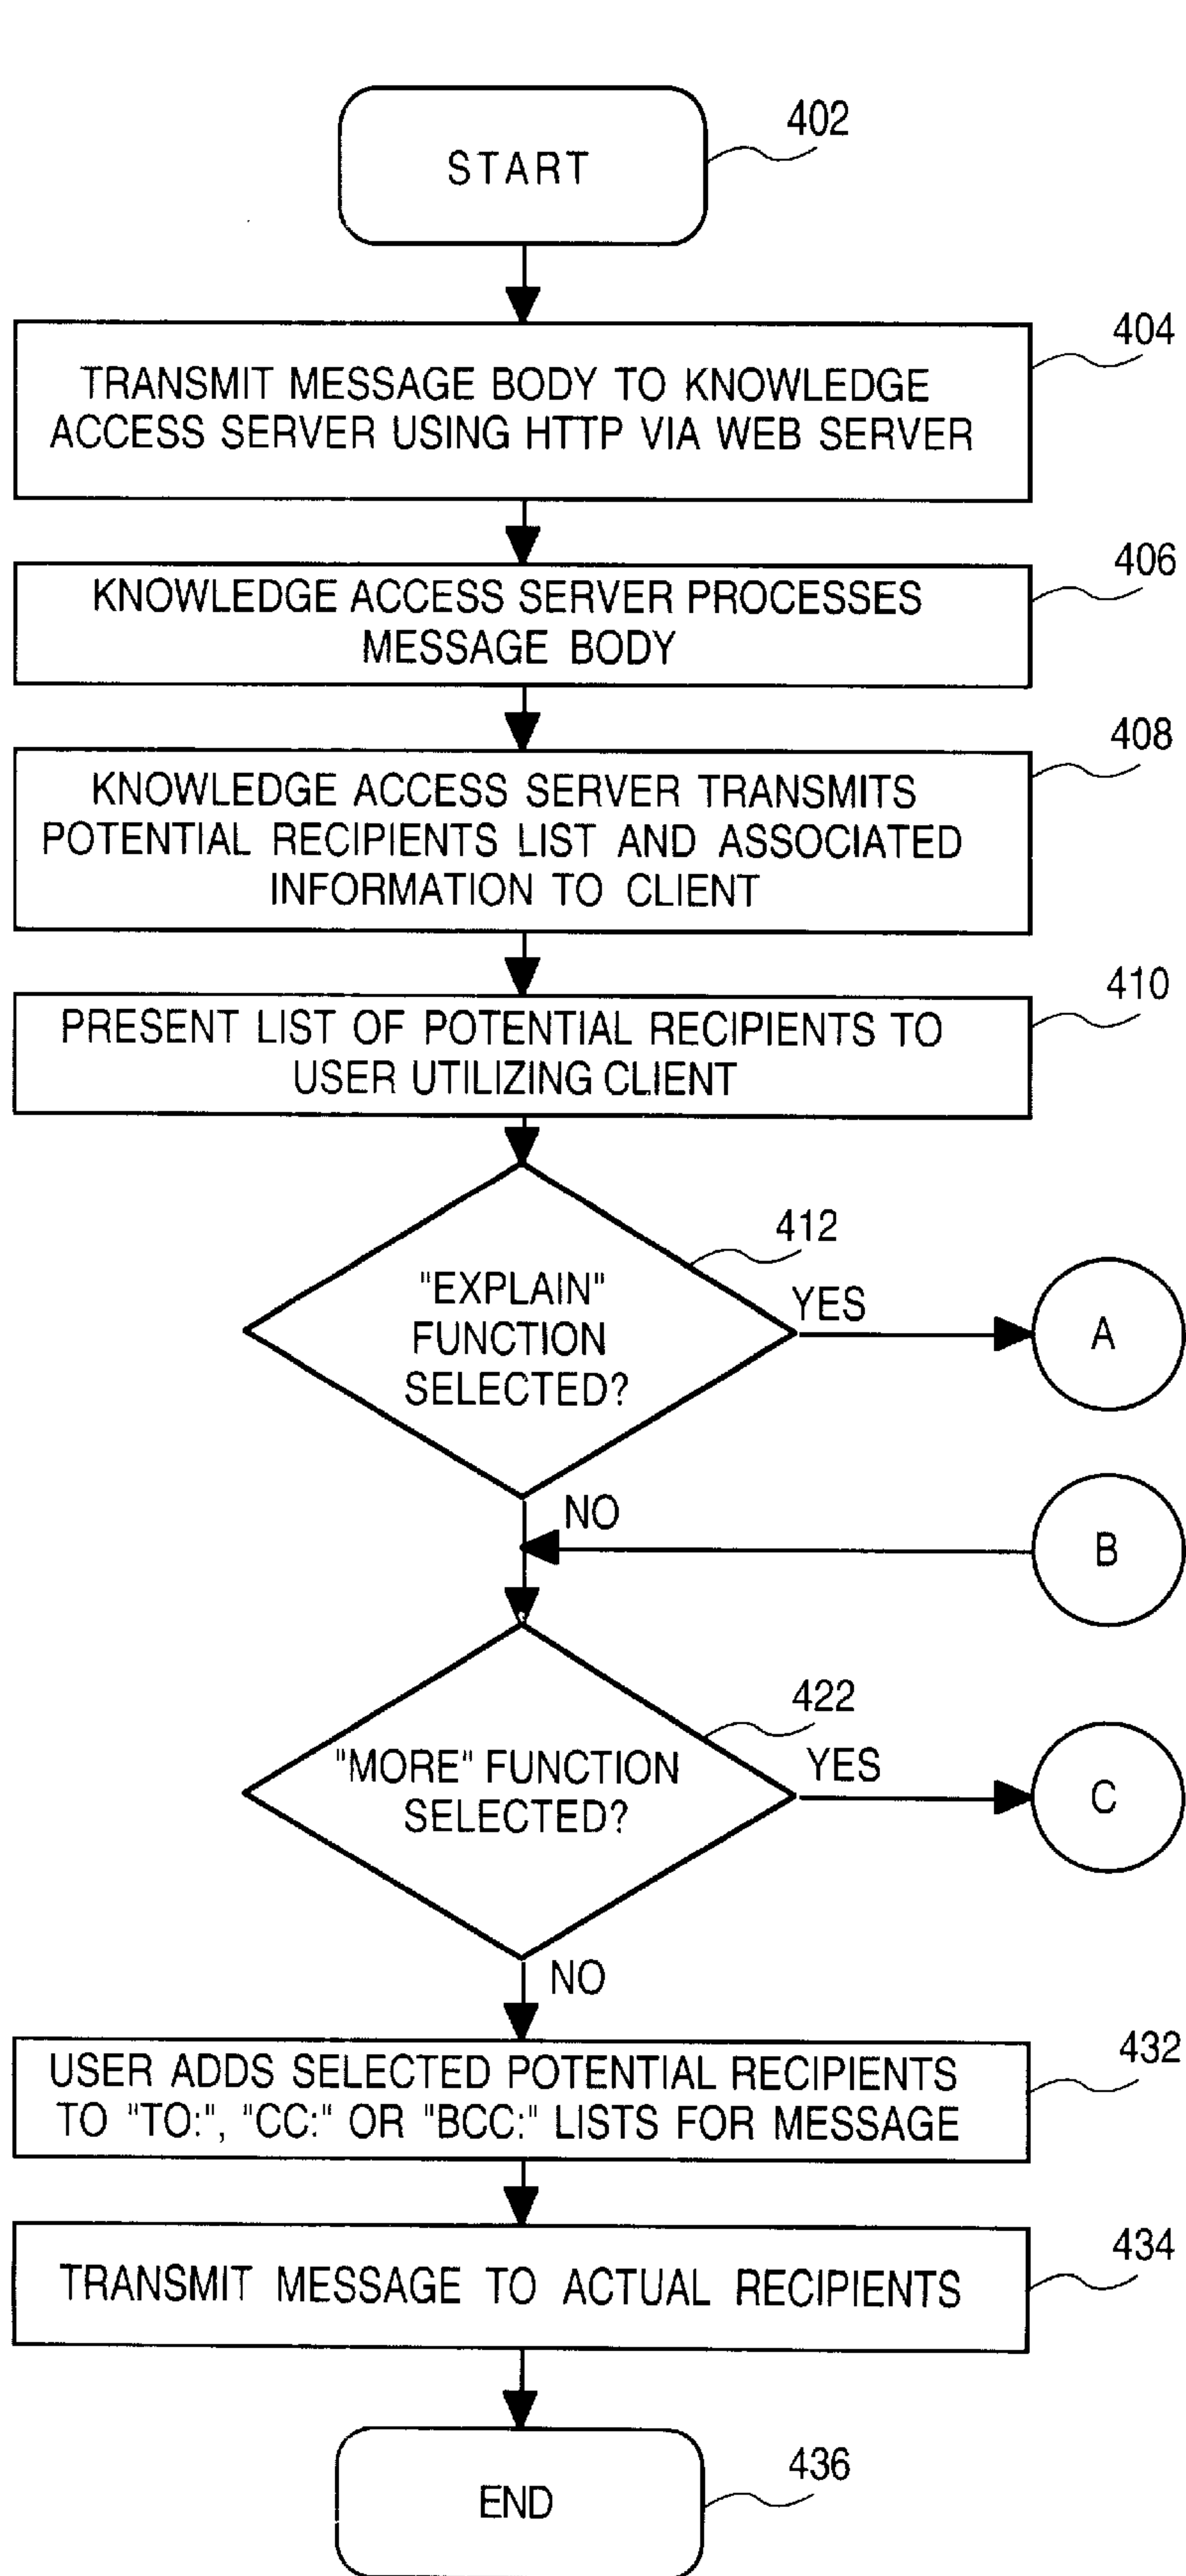 402
START
404
TRANSMIT MESSAGE BODY TO KNOWLEDGE
ACCESS SERVER USING HTTP VIA WEB SERVER
406
KNOWLEDGE ACCESS SERVER PROCESSES
MESSAGE BODY
408
KNOWLEDGE ACCESS SERVER TRANSMITS
POTENTIAL RECIPIENTS LIST AND ASSOCIATED
INFORMATION TO CLIENT
410
PRESENT LIST OF POTENTIAL RECIPIENTS TO
USER UTILIZING CLIENT
412
"EXPLAIN"
FUNCTION
SELECTED?
YES
A
NO
B
422
"MORE" FUNCTION
SELECTED?
YES
C
NO
432
USER ADDS SELECTED POTENTIAL RECIPIENTS
TO "TO:", "CC:" OR "BCC:" LISTS FOR MESSAGE
434
TRANSMIT MESSAGE TO ACTUAL RECIPIENTS
436
END